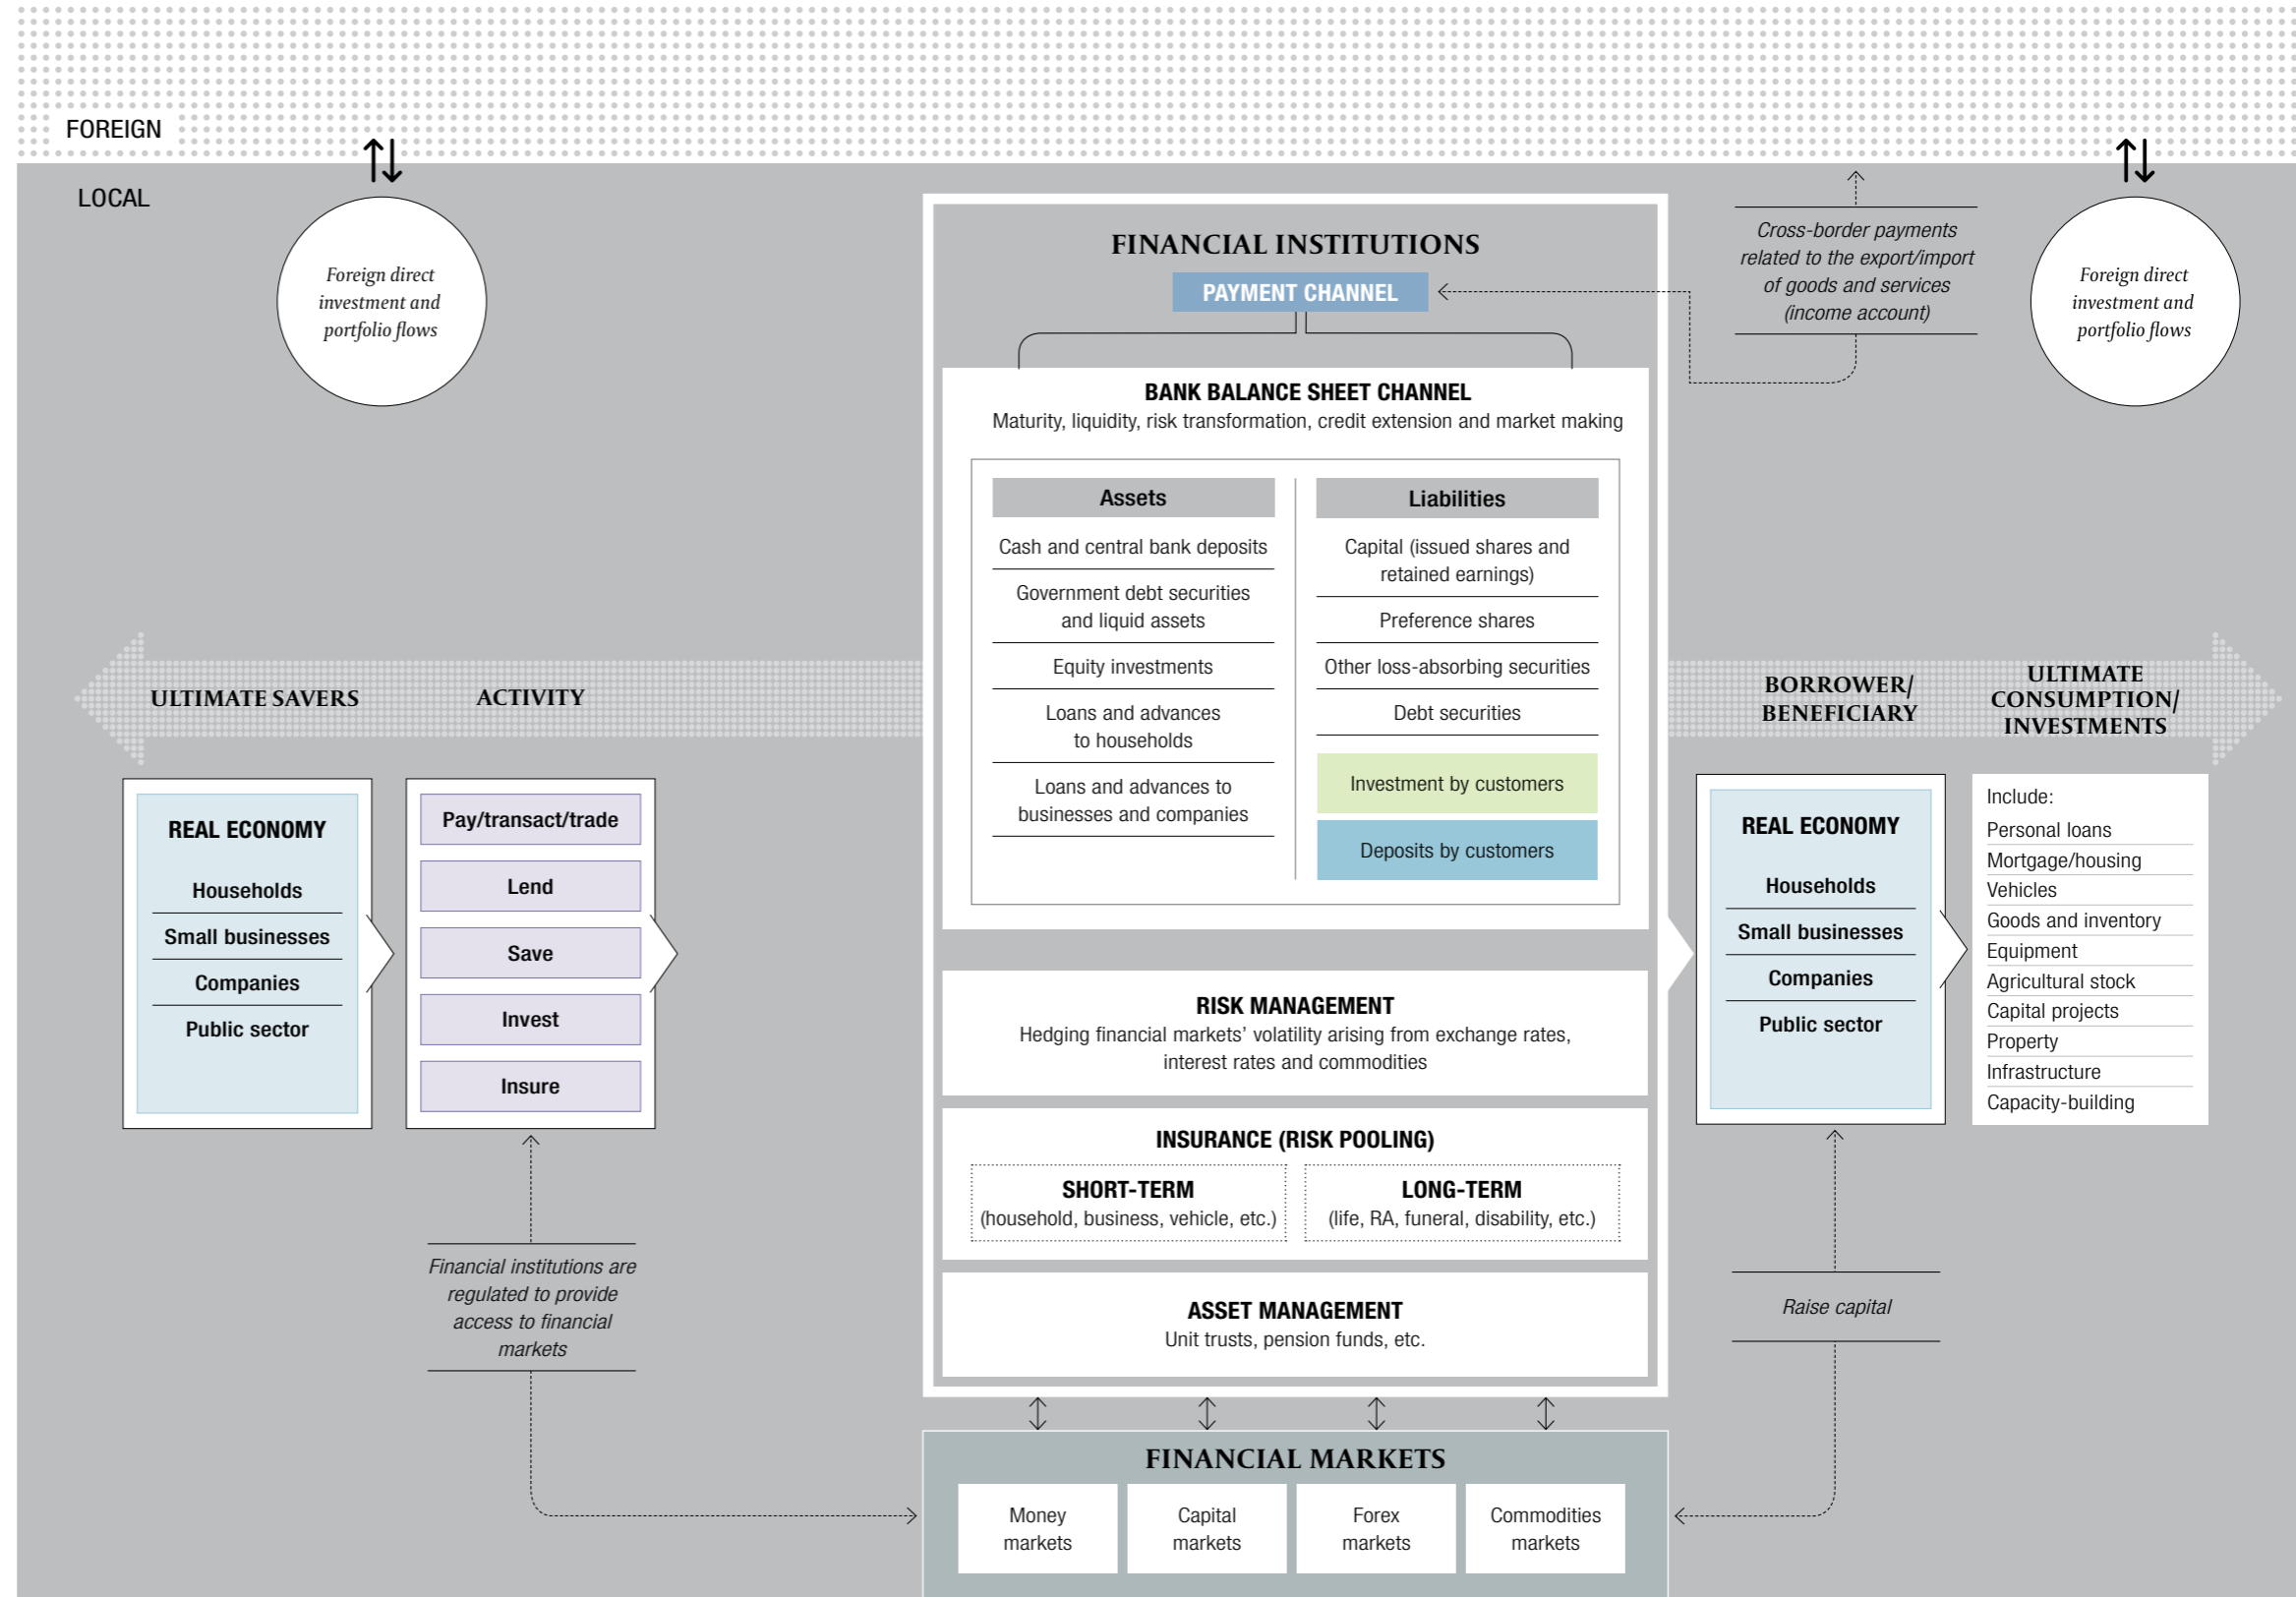 FOREIGN
LOCAL
Foreign direct
investment and
portfolio flows
FINANCIAL INSTITUTIONS
PAYMENT CHANNEL
Cross-border payments
related to the export/import
of goods and services
(income account)
Foreign direct
investment and
portfolio flows
BANK BALANCE SHEET CHANNEL
Maturity, liquidity, risk transformation, credit extension and market making
Assets
Cash and central bank deposits
Government debt securities
and liquid assets
Equity investments
Loans and advances
to households
Loans and advances to
businesses and companies
Liabilities
Capital (issued shares and
retained earnings)
Preference shares
Other loss-absorbing securities
Debt securities
Investment by customers
Deposits by customers
ULTIMATE SAVERS
ACTIVITY
BORROWER/
BENEFICIARY
ULTIMATE
CONSUMPTION/
INVESTMENTS
REAL ECONOMY
Households
Small businesses
Companies
Public sector
Pay/transact/trade
Lend
Save
Invest
Insure
RISK MANAGEMENT
Hedging financial markets’ volatility arising from exchange rates,
interest rates and commodities
INSURANCE (RISK POOLING)
SHORT-TERM
(household, business, vehicle, etc.)
LONG-TERM
(life, RA, funeral, disability, etc.)
ASSET MANAGEMENT
Unit trusts, pension funds, etc.
REAL ECONOMY
Households
Small businesses
Companies
Public sector
Include:
Personal loans
Mortgage/housing
Vehicles
Goods and inventory
Equipment
Agricultural stock
Capital projects
Property
Infrastructure
Capacity-building
Financial institutions are
regulated to provide
access to financial
markets
Raise capital
FINANCIAL MARKETS
Money
markets
Capital
markets
Forex
markets
Commodities
markets